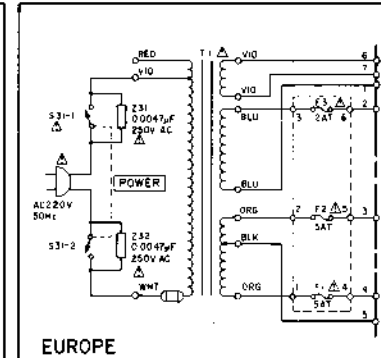 RED
VIO
T1
VIO
6
7
VIO
S31-1
Z31
0.0047µF
250V AC
BLU
3
F3
2AT
6
2
POWER
AC220V
50Hz
BLU
ORG
2
F2
5
5AT
3
S31-2
Z32
0.0047µF
250V AC
BLK
WHT
ORG
1
4
5AT
4
5
EUROPE